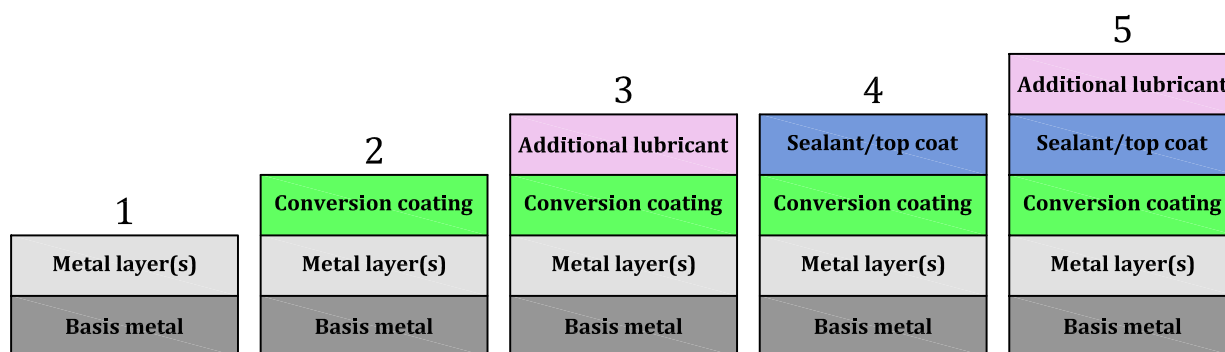 1
Metal layer(s)
Basis metal
2
Conversion coating
Metal layer(s)
Basis metal
3
Additional lubricant
Conversion coating
Metal layer(s)
Basis metal
4
Sealant/top coat
Conversion coating
Metal layer(s)
Basis metal
5
Additional lubricant
Sealant/top coat
Conversion coating
Metal layer(s)
Basis metal